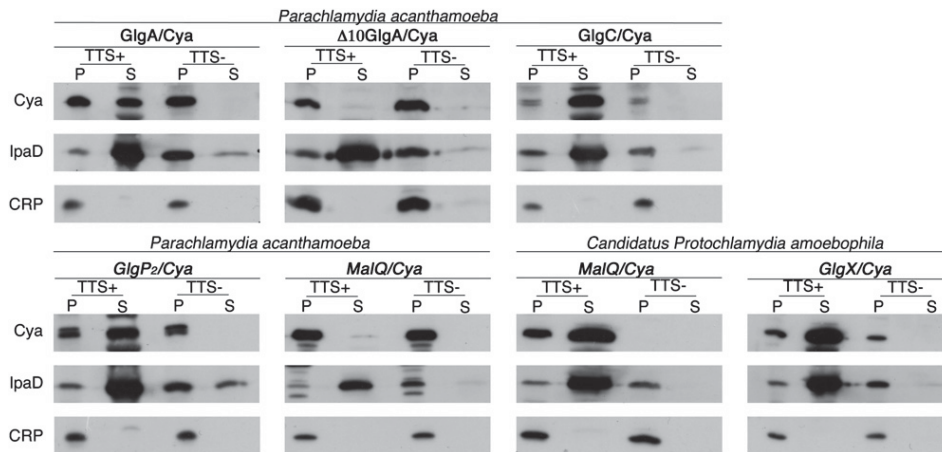 Parachlamydia acanthamoeba
GlgA/Cya Δ10GlgA/Cya GlgC/Cya
TTS+ TTS- TTS+ TTS- TTS+ TTS-
P S P S P S P S P S P S
Cya
IpaD
CRP
Parachlamydia acanthamoeba Candidatus Protochlamydia amoebophila
GlgP2/Cya MalQ/Cya MalQ/Cya GlgX/Cya
TTS+ TTS- TTS+ TTS- TTS+ TTS- TTS+ TTS-
P S P S P S P S P S P S P S P S
Cya
IpaD
CRP